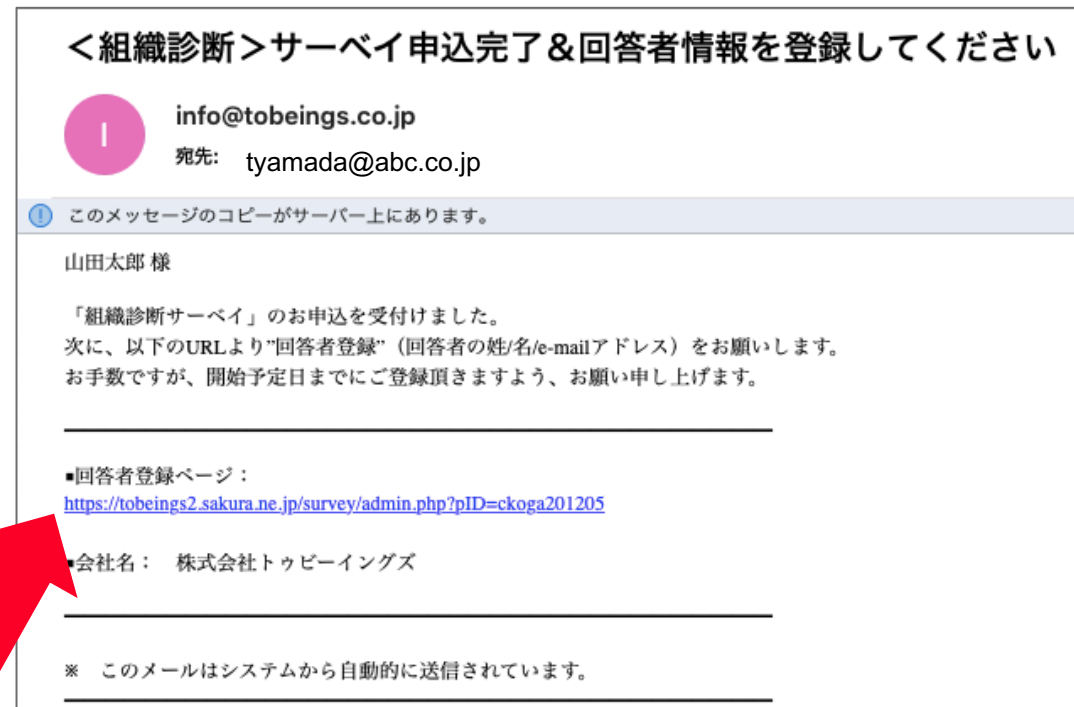 ＜組織診断＞サーベイ申込完了&回答者情報を登録してください
I
info@tobeings.co.jp
宛先: tyamada@abc.co.jp
このメッセージのコピーがサーバー上にあります。
山田太郎 様
「組織診断サーベイ」のお申込を受付けました。
次に、以下のURLより”回答者登録”（回答者の姓/名/e-mailアドレス）をお願いします。
お手数ですが、開始予定日までにご登録頂きますよう、お願い申し上げます。
▪回答者登録ページ：
https://tobeings2.sakura.ne.jp/survey/admin.php?pID=ckoga201205
▪会社名：　株式会社トゥビーイングズ
※　このメールはシステムから自動的に送信されています。